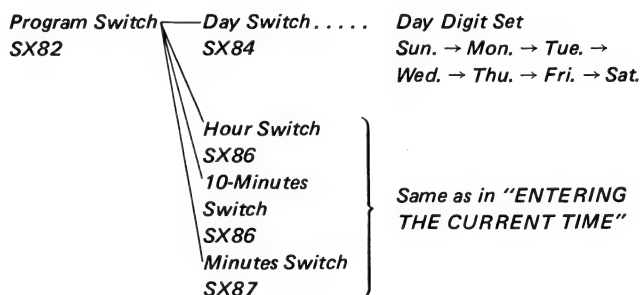 Program Switch Day Switch..... Day Digit Set
SX82 SX84 Sun. → Mon. → Tue. →
Wed. → Thu. → Fri. → Sat.
Hour Switch
SX86
10-Minutes
Switch
SX86
Minutes Switch
SX87
Same as in “ENTERING
THE CURRENT TIME”